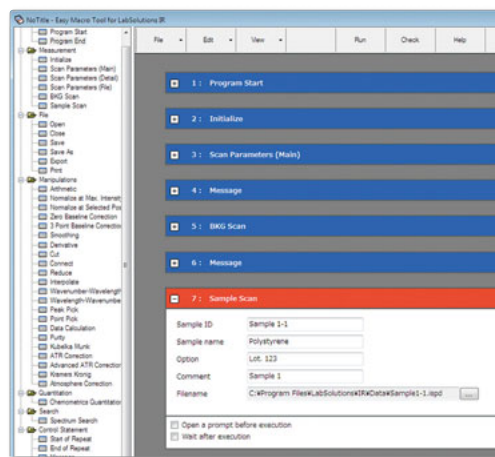 NoTitle - Easy Macro Tool for LabSolutions IR
File Edit View Run Check Help
Program Start
Program End
Measurement
Initialize
Scan Parameters (Main)
Scan Parameters (Detail)
Scan Parameters (File)
BKG Scan
Sample Scan
File
Open
Close
Save
Save As
Export
Print
Manipulations
Arithmetic
Normalize at Max. Intensity
Normalize at Selected Pos
Zero Baseline Correction
3 Point Baseline Correction
Smoothing
Derivative
Cut
Connect
Reduce
Interpolate
Wavenumber-Wavelength
Wavelength-Wavenumbe
Peak Pick
Point Pick
Data Calculation
Purity
Kubelka Munk
ATR Correction
Advanced ATR Correction
Kramers Kronig
Atmosphere Correction
Quantitation
Chemometrics Quantitation
Search
Spectrum Search
Control Statement
Start of Repeat
End of Repeat
1 : Program Start
2 : Initialize
3 : Scan Parameters (Main)
4 : Message
5 : BKG Scan
6 : Message
7 : Sample Scan
Sample ID Sample 1-1
Sample name Polystyrene
Option Lot. 123
Comment Sample 1
Filename C:¥Program Files¥LabSolutions¥IR¥Data¥Sample1-1.ispd ...
Open a prompt before execution
Wait after execution